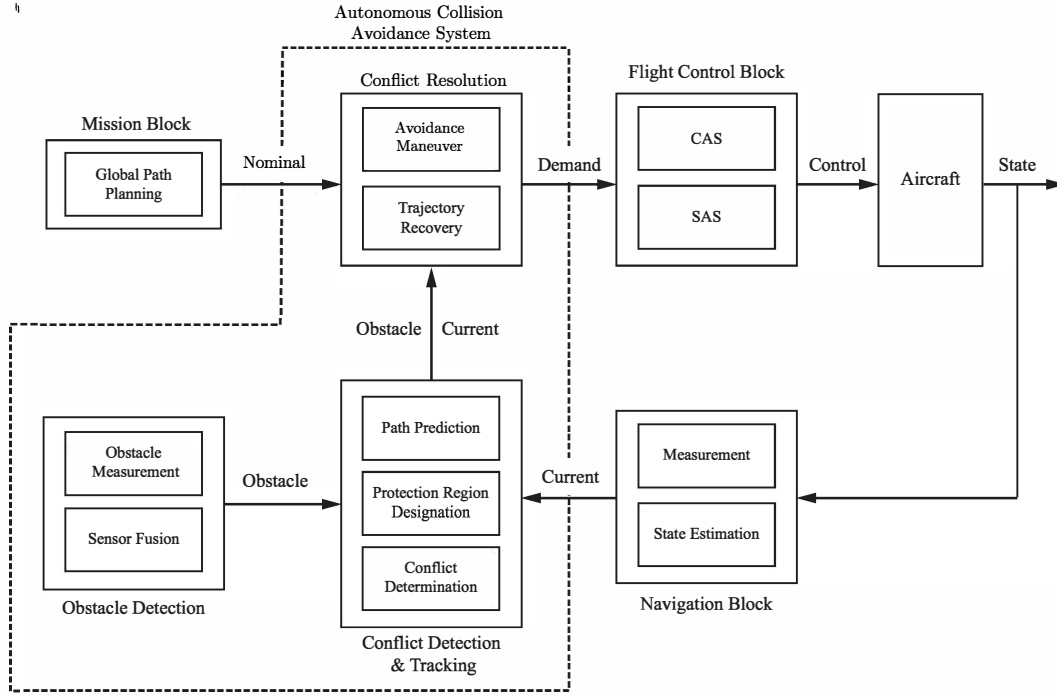 Autonomous Collision
Avoidance System
Conflict Resolution
Flight Control Block
Mission Block
Avoidance
Maneuver
CAS
Global Path
Planning
Nominal
Demand
Control
Aircraft
State
Trajectory
Recovery
SAS
Obstacle Current
Path Prediction
Obstacle
Measurement
Measurement
Obstacle
Protection Region
Designation
Current
Sensor Fusion
State Estimation
Conflict
Determination
Obstacle Detection
Navigation Block
Conflict Detection
& Tracking